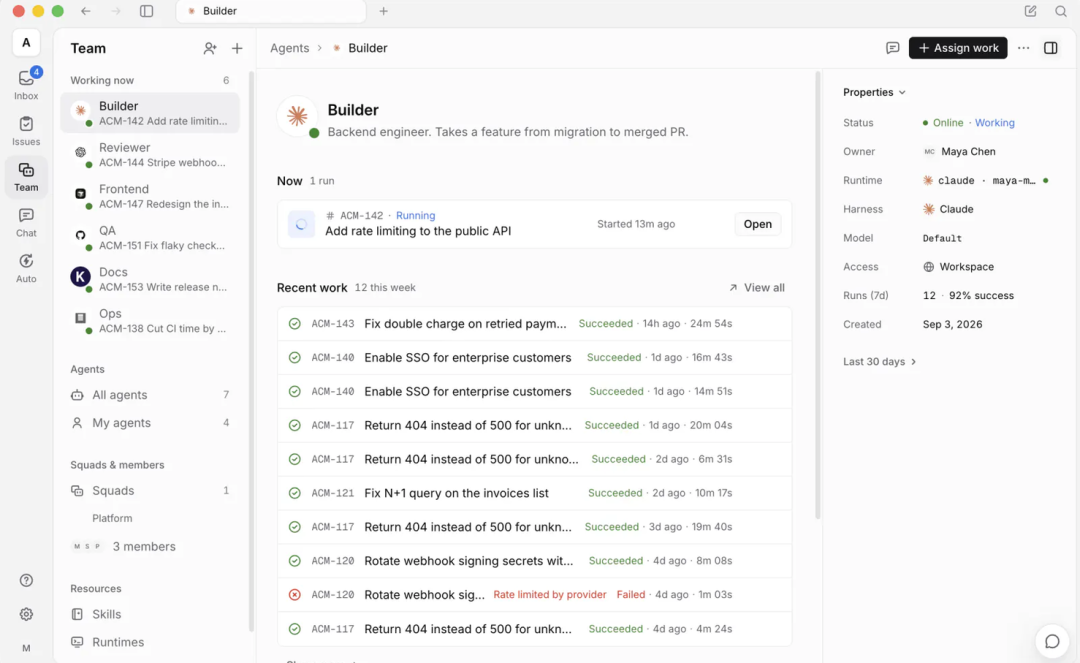 Builder
A
Team
Agents
Builder
Assign work
4
Inbox
Issues
Team
Chat
Auto
M
Working now 6
Builder
ACM-142 Add rate limitin...
Reviewer
ACM-144 Stripe webhoo...
Frontend
ACM-147 Redesign the in...
QA
ACM-151 Fix flaky check...
K
Docs
ACM-153 Write release n...
Ops
ACM-138 Cut CI time by ...
Agents
All agents 7
My agents 4
Squads & members
Squads 1
Platform
M S P 3 members
Resources
Skills
Runtimes
Builder
Backend engineer. Takes a feature from migration to merged PR.
Now 1 run
# ACM-142 · Running
Add rate limiting to the public API
Started 13m ago
Open
Recent work 12 this week
View all
ACM-143 Fix double charge on retried paym... Succeeded · 14h ago · 24m 54s
ACM-140 Enable SSO for enterprise customers Succeeded · 1d ago · 16m 43s
ACM-140 Enable SSO for enterprise customers Succeeded · 1d ago · 14m 51s
ACM-117 Return 404 instead of 500 for unkn... Succeeded · 1d ago · 20m 04s
ACM-117 Return 404 instead of 500 for unkno... Succeeded · 2d ago · 6m 31s
ACM-121 Fix N+1 query on the invoices list Succeeded · 2d ago · 10m 17s
ACM-117 Return 404 instead of 500 for unkn... Succeeded · 3d ago · 19m 40s
ACM-120 Rotate webhook signing secrets wit... Succeeded · 4d ago · 8m 08s
ACM-120 Rotate webhook sig... Rate limited by provider Failed · 4d ago · 1m 03s
ACM-117 Return 404 instead of 500 for unkn... Succeeded · 4d ago · 4m 24s
Properties
Status Online · Working
Owner MC Maya Chen
Runtime claude · maya-m...
Harness Claude
Model Default
Access Workspace
Runs (7d) 12 · 92% success
Created Sep 3, 2026
Last 30 days